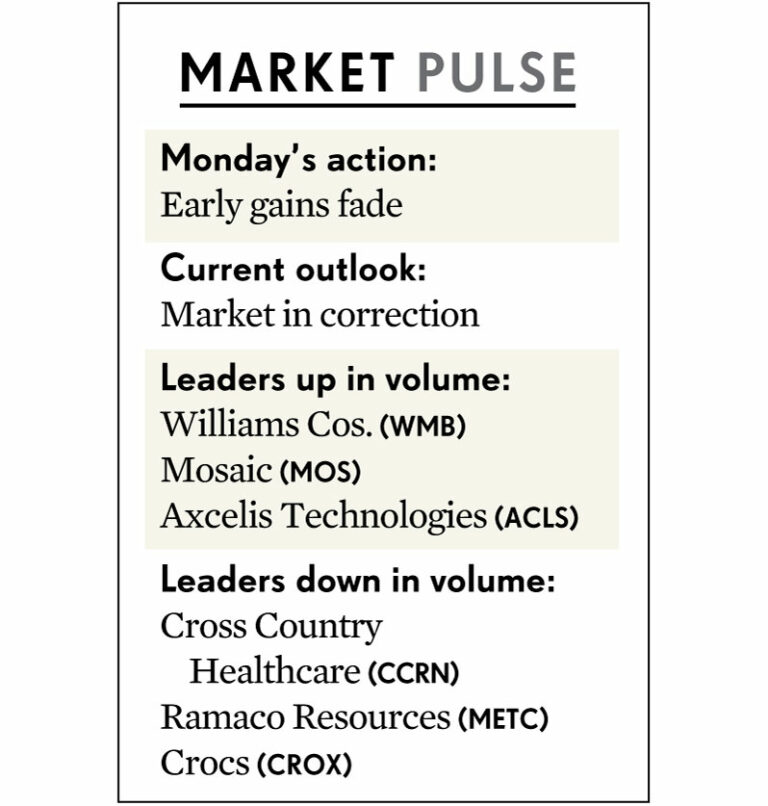 MARKET PULSE
Monday’s action:
Early gains fade
Current outlook:
Market in correction
Leaders up in volume:
Williams Cos. (WMB)
Mosaic (MOS)
Axcelis Technologies (ACLS)
Leaders down in volume:
Cross Country
Healthcare (CCRN)
Ramaco Resources (METC)
Crocs (CROX)